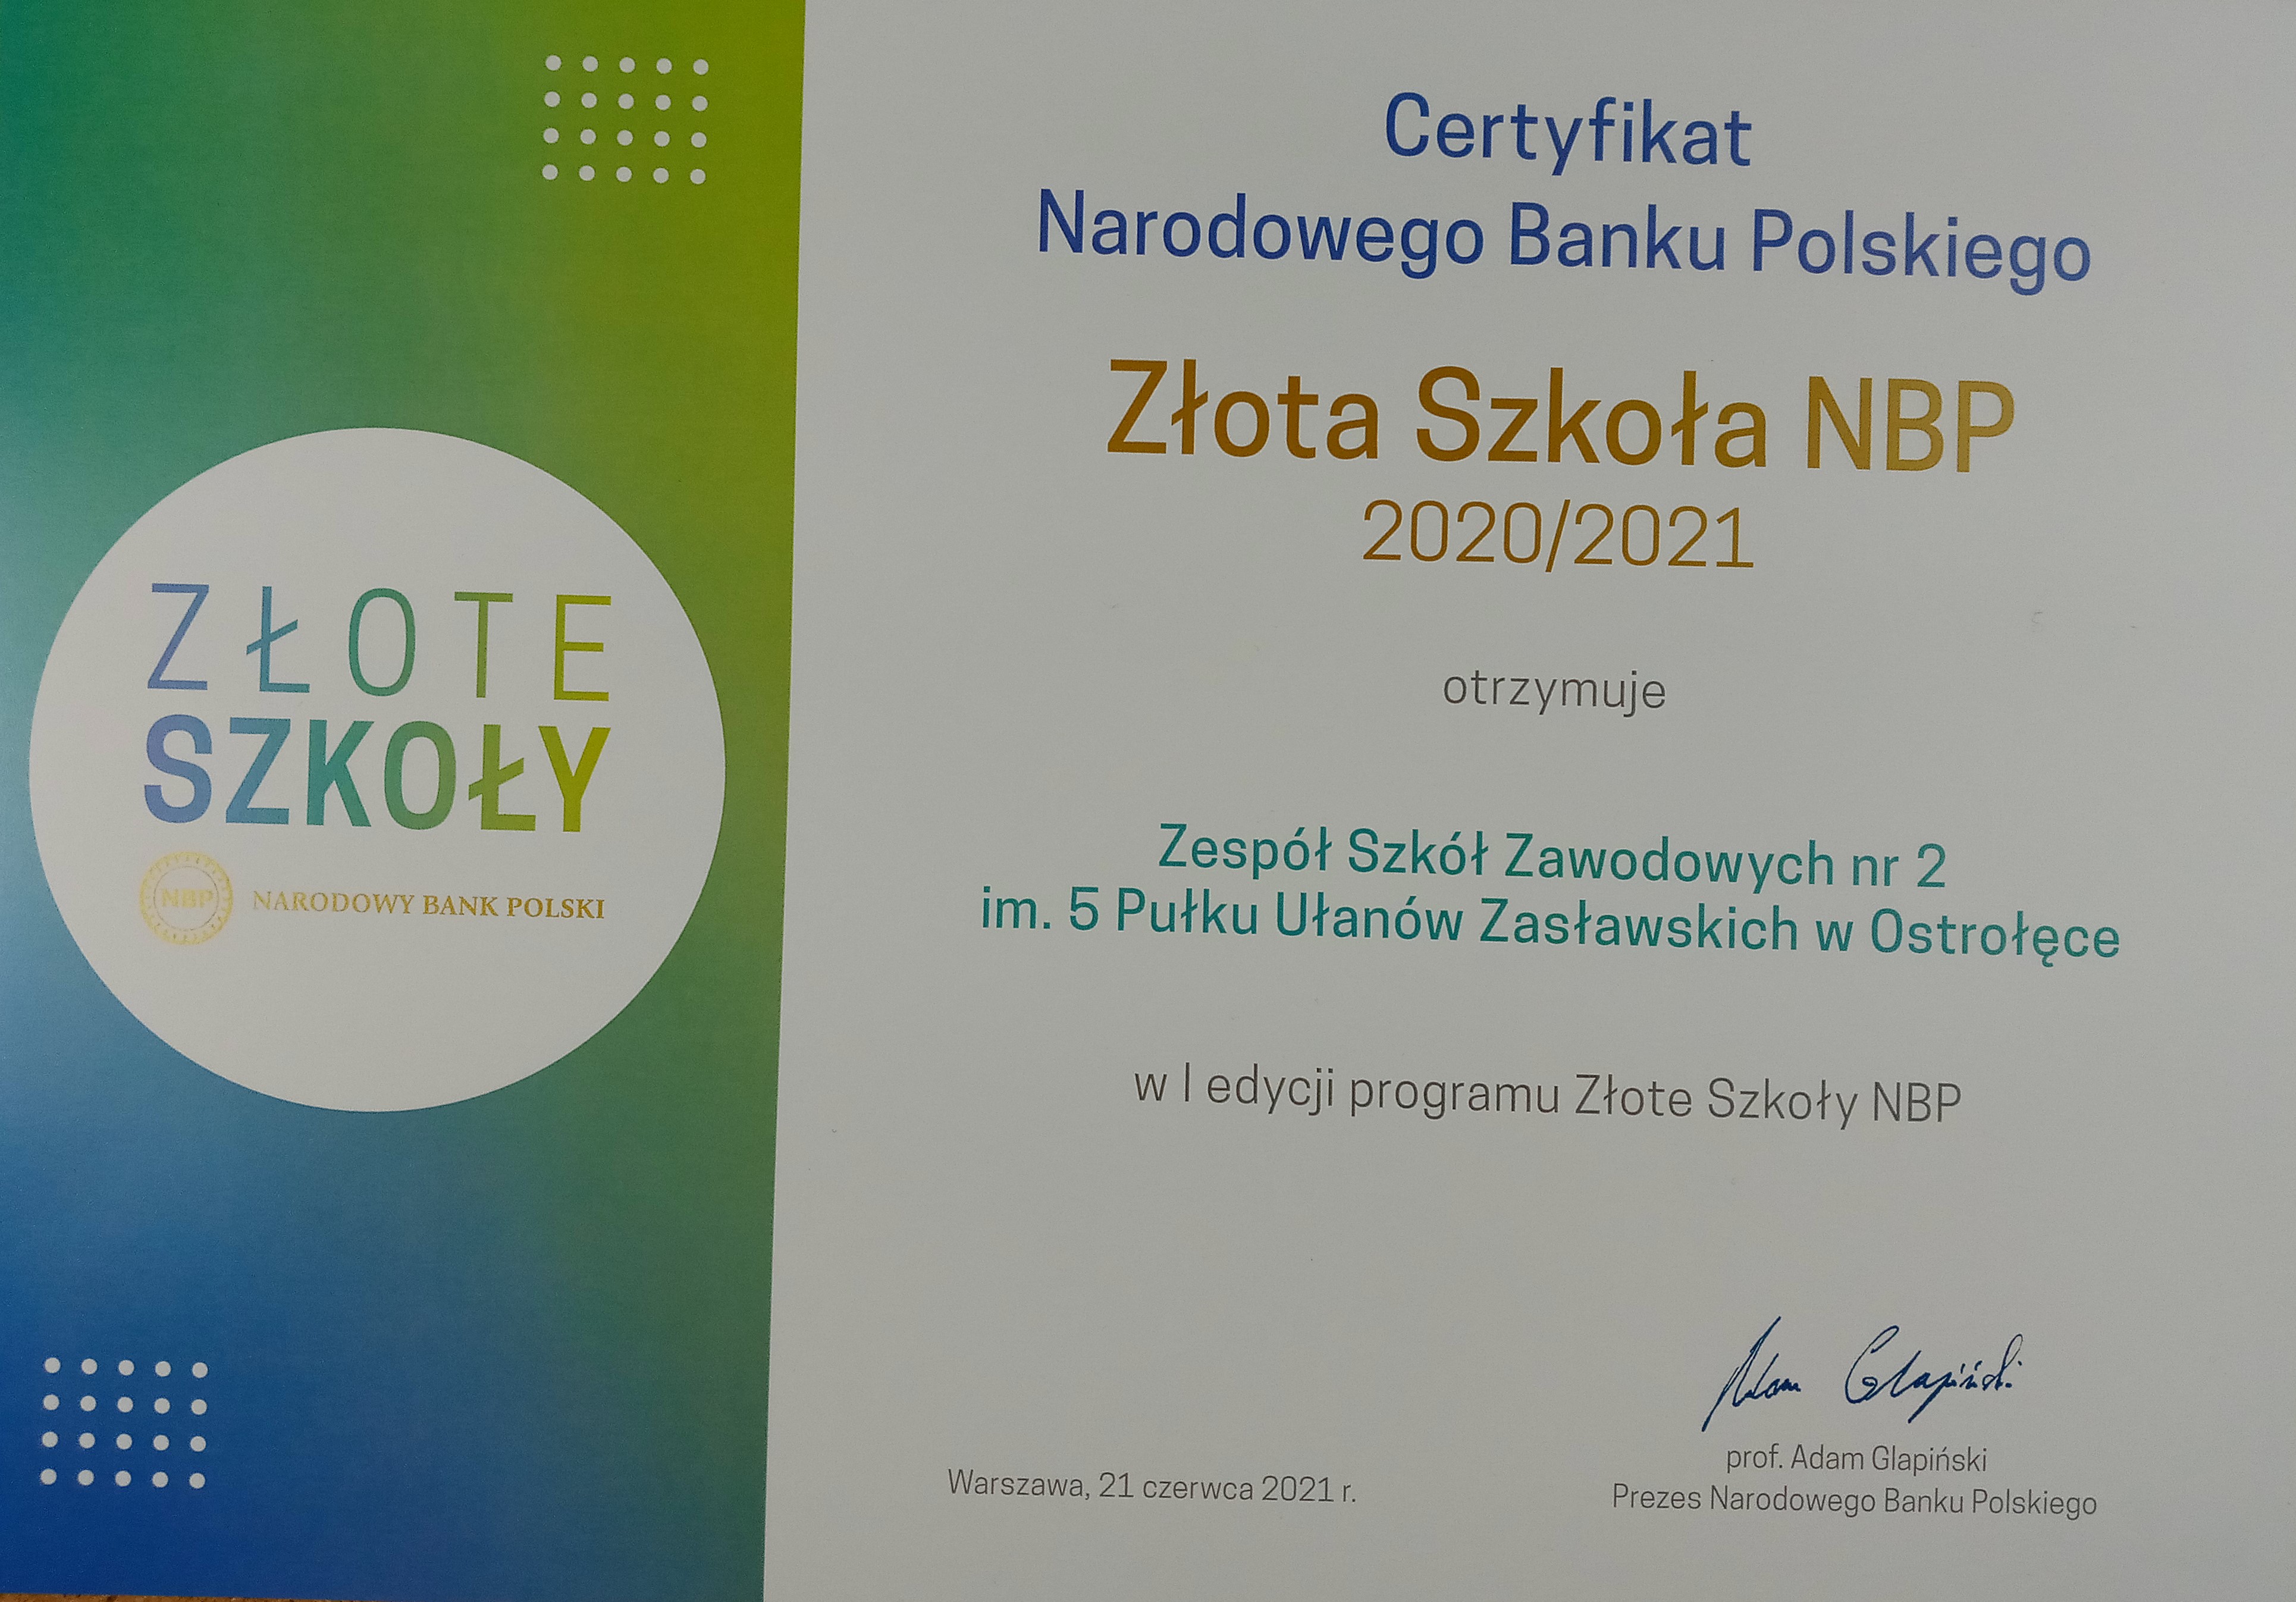 Certyfikat
Narodowego Banku Polskiego
Złota Szkoła NBP
2020/2021
otrzymuje
Zespół Szkół Zawodowych nr 2
im. 5 Pułku Ułanów Zasławskich w Ostrołęce
w I edycji programu Złote Szkoły NBP
ZŁOTE
SZKOŁY
NBP NARODOWY BANK POLSKI
Warszawa, 21 czerwca 2021 r.
Adam Glapiński
prof. Adam Glapiński
Prezes Narodowego Banku Polskiego